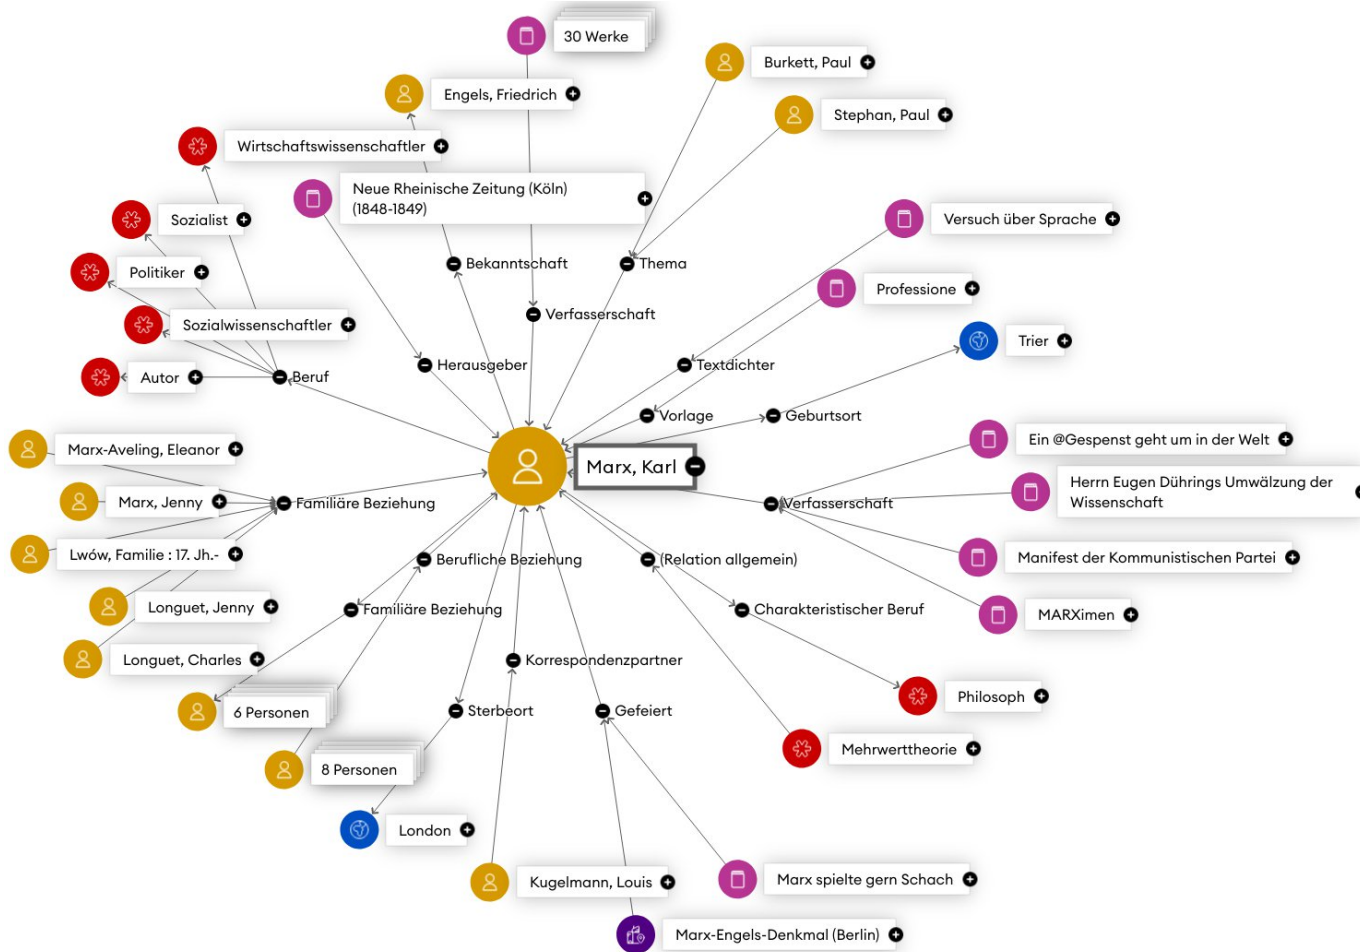 30 Werke
Burkett, Paul
Engels, Friedrich
Stephan, Paul
Wirtschaftswissenschaftler
Neue Rheinische Zeitung (Köln)
(1848-1849)
Sozialist
Versuch über Sprache
Politiker
Bekanntschaft
Thema
Professione
Sozialwissenschaftler
Verfasserschaft
Trier
Herausgeber
Textdichter
Autor
Beruf
Vorlage
Geburtsort
Marx-Aveling, Eleanor
Ein @Gespenst geht um in der Welt
Marx, Karl
Herrn Eugen Dührings Umwälzung der
Wissenschaft
Marx, Jenny
Familiäre Beziehung
Verfasserschaft
Lwów, Familie : 17. Jh.-
Berufliche Beziehung
(Relation allgemein)
Manifest der Kommunistischen Partei
Longuet, Jenny
Familiäre Beziehung
Charakteristischer Beruf
MARXimen
Longuet, Charles
Korrespondenzpartner
6 Personen
Sterbeort
Gefeiert
Philosoph
Mehrwerttheorie
8 Personen
London
Kugelmann, Louis
Marx spielte gern Schach
Marx-Engels-Denkmal (Berlin)